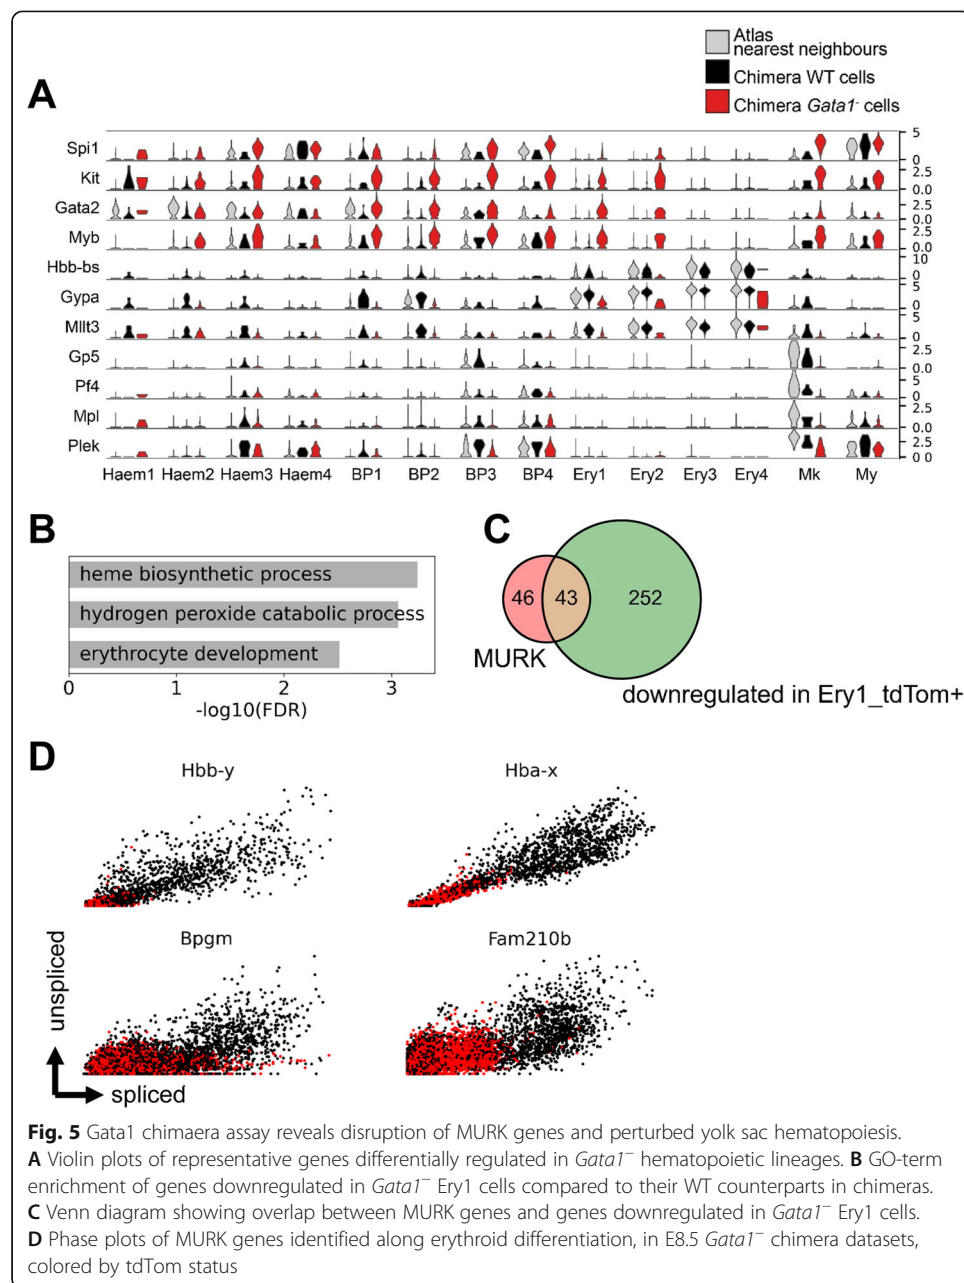 Atlas
nearest neighbours
Chimera WT cells
Chimera Gata1- cells
A
Spi1
Kit
Gata2
Myb
Hbb-bs
Gypa
Mllt3
Gp5
Pf4
Mpl
Plek
5
0
2.5
0.0
2.5
0.0
2.5
0.0
10
0
5
0
5
0
2.5
0.0
5
0
2.5
0.0
2.5
0 0
Haem1 Haem2 Haem3 Haem4 BP1 BP2 BP3 BP4 Ery1 Ery2 Ery3 Ery4 Mk My
B
heme biosynthetic process
hydrogen peroxide catabolic process
erythrocyte development
0 1 2 3
-log10(FDR)
C
46 43 252
MURK
downregulated in Ery1_tdTom+
D
Hbb-y Hba-x
Bpgm Fam210b
unspliced
spliced
Fig. 5 Gata1 chimaera assay reveals disruption of MURK genes and perturbed yolk sac hematopoiesis.
A Violin plots of representative genes differentially regulated in Gata1⁻ hematopoietic lineages. B GO-term
enrichment of genes downregulated in Gata1⁻ Ery1 cells compared to their WT counterparts in chimeras.
C Venn diagram showing overlap between MURK genes and genes downregulated in Gata1⁻ Ery1 cells.
D Phase plots of MURK genes identified along erythroid differentiation, in E8.5 Gata1⁻ chimera datasets,
colored by tdTom status